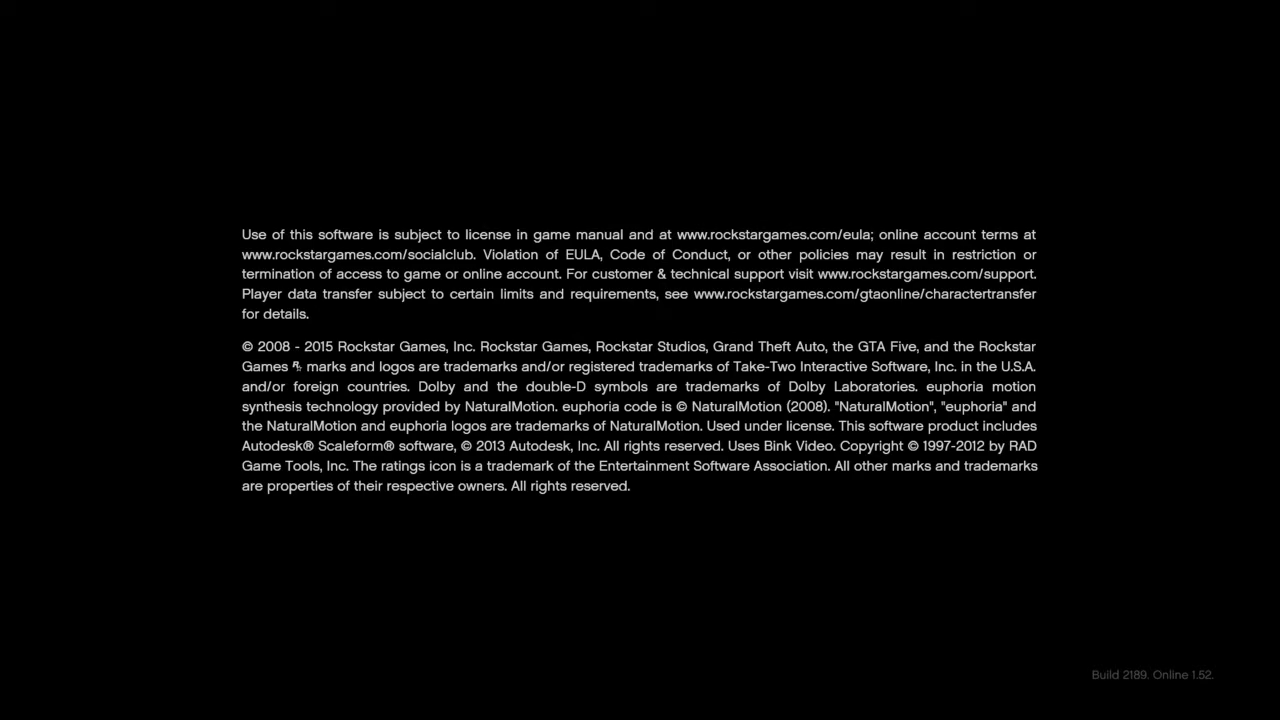 Use of this software is subject to license in game manual and at www.rockstargames.com/eula; online account terms at
www.rockstargames.com/socialclub. Violation of EULA, Code of Conduct, or other policies may result in restriction or
termination of access to game or online account. For customer & technical support visit www.rockstargames.com/support.
Player data transfer subject to certain limits and requirements, see www.rockstargames.com/gtaonline/charactertransfer
for details.
© 2008 - 2015 Rockstar Games, Inc. Rockstar Games, Rockstar Studios, Grand Theft Auto, the GTA Five, and the Rockstar
Games marks and logos are trademarks and/or registered trademarks of Take-Two Interactive Software, Inc. in the U.S.A.
and/or foreign countries. Dolby and the double-D symbols are trademarks of Dolby Laboratories. euphoria motion
synthesis technology provided by NaturalMotion. euphoria code is © NaturalMotion (2008). "NaturalMotion", "euphoria" and
the NaturalMotion and euphoria logos are trademarks of NaturalMotion. Used under license. This software product includes
Autodesk® Scaleform® software, © 2013 Autodesk, Inc. All rights reserved. Uses Bink Video. Copyright © 1997-2012 by RAD
Game Tools, Inc. The ratings icon is a trademark of the Entertainment Software Association. All other marks and trademarks
are properties of their respective owners. All rights reserved.
Build 2189. Online 1.52.